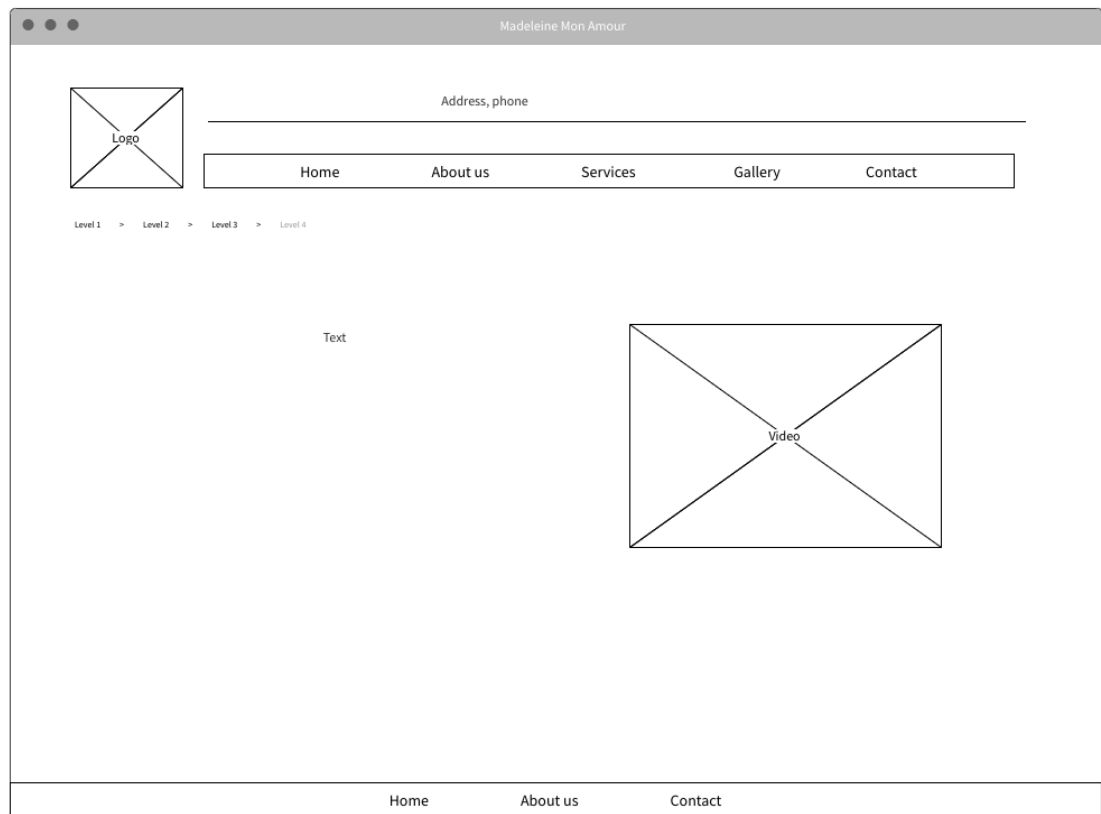 Madeleine Mon Amour
Address, phone
Logo
Home About us Services Gallery Contact
Level 1 > Level 2 > Level 3 > Level 4
Text
Video
Home About us Contact